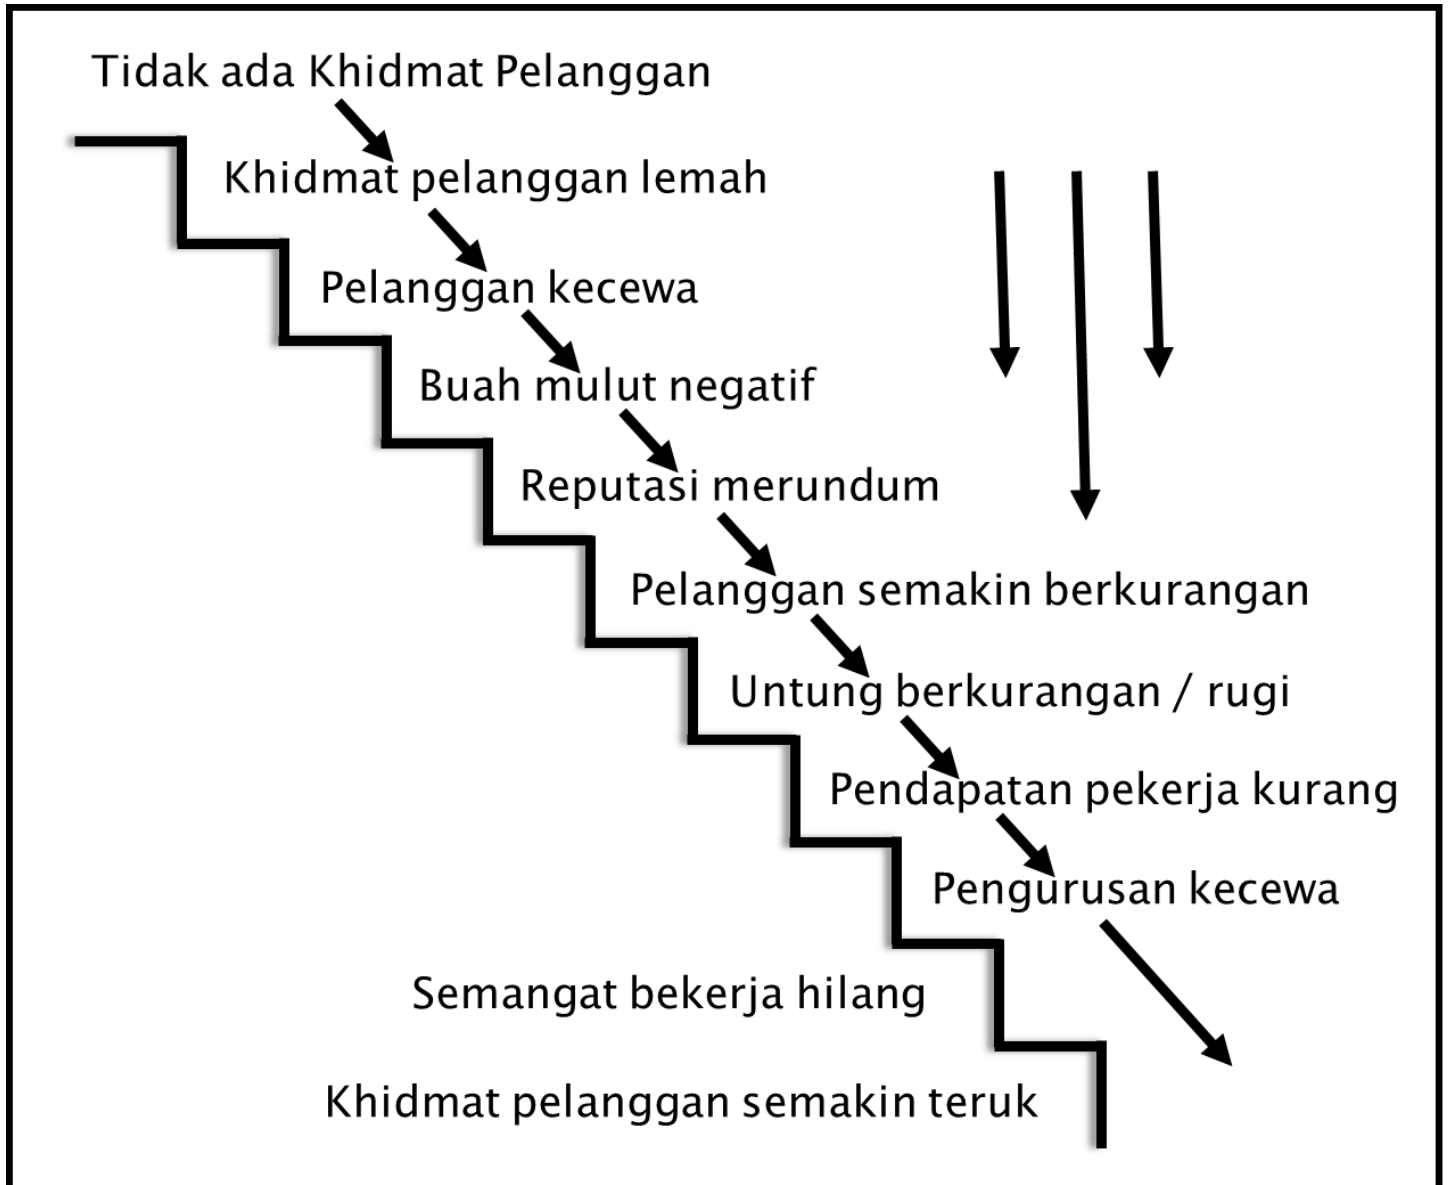 Tidak ada Khidmat Pelanggan
Khidmat pelanggan lemah
Pelanggan kecewa
Buah mulut negatif
Reputasi merundum
Pelanggan semakin berkurangan
Untung berkurangan / rugi
Pendapatan pekerja kurang
Pengurusan kecewa
Semangat bekerja hilang
Khidmat pelanggan semakin teruk